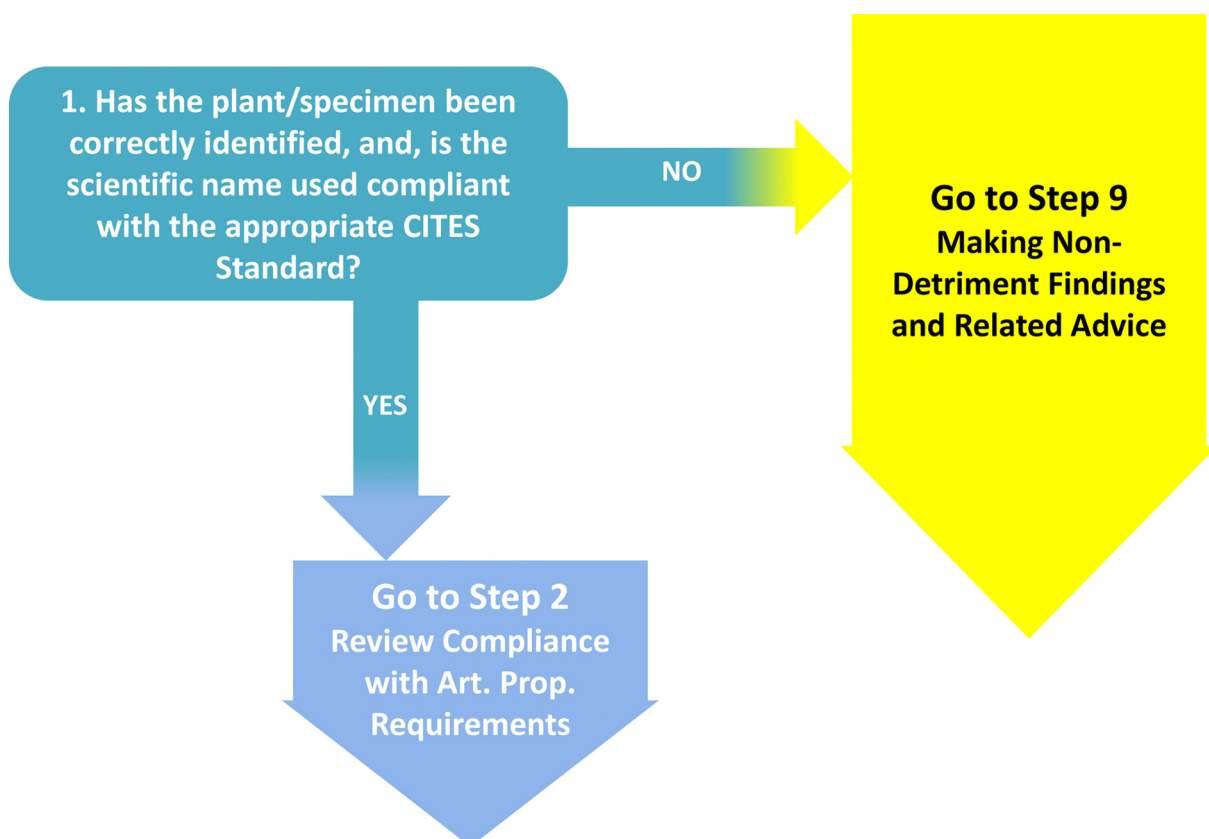 1. Has the plant/specimen been
correctly identified, and, is the
scientific name used compliant
with the appropriate CITES
Standard?
NO
Go to Step 9
Making Non-
Detriment Findings
and Related Advice
YES
Go to Step 2
Review Compliance
with Art. Prop.
Requirements